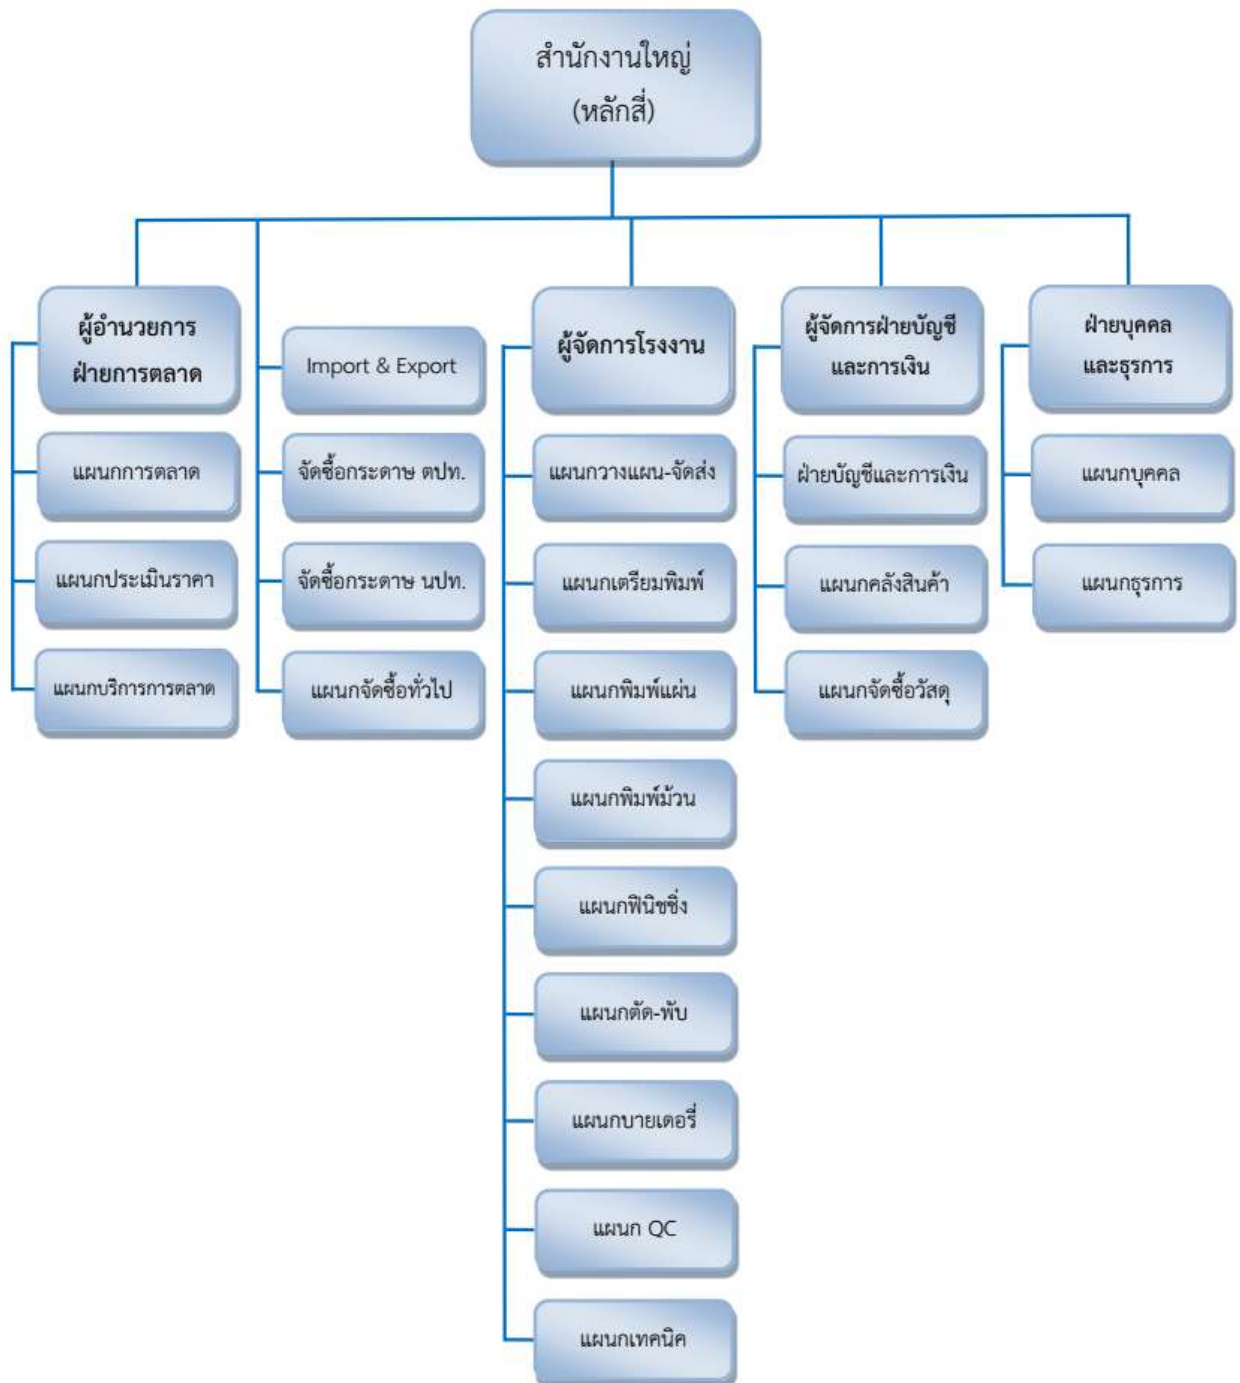 สำนักงานใหญ่
(หลักสี่)
ผู้อำนวยการ
ฝ่ายการตลาด
แผนกการตลาด
แผนกประเมินราคา
แผนกบริการการตลาด
Import & Export
จัดซื้อกระดาษ ตปท.
จัดซื้อกระดาษ นปท.
แผนกจัดซื้อทั่วไป
ผู้จัดการโรงงาน
แผนกวางแผน-จัดส่ง
แผนกเตรียมพิมพ์
แผนกพิมพ์แผ่น
แผนกพิมพ์ม้วน
แผนกฟินิชชิ่ง
แผนกตัด-พับ
แผนกบายเตอรี่
แผนก QC
แผนกเทคนิค
ผู้จัดการฝ่ายบัญชี
และการเงิน
ฝ่ายบัญชีและการเงิน
แผนกคลังสินค้า
แผนกจัดซื้อวัสดุ
ฝ่ายบุคคล
และธุรการ
แผนกบุคคล
แผนกธุรการ